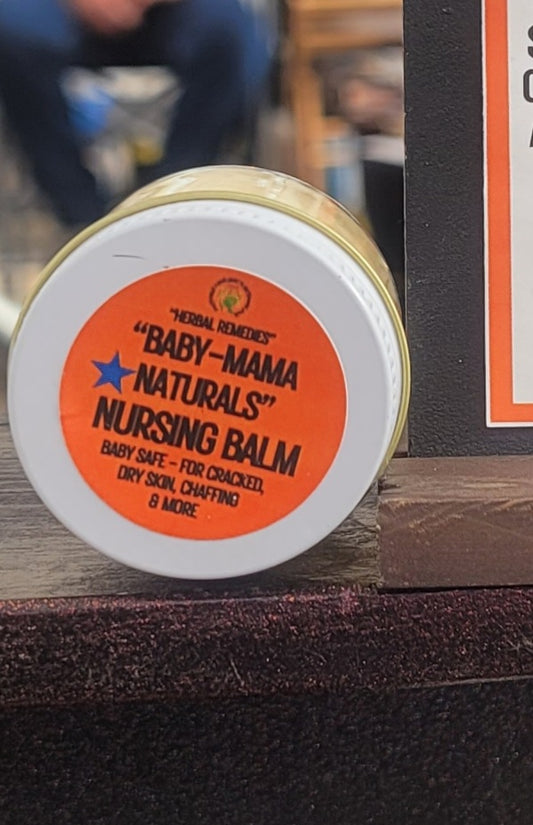 "HERBAL REMEDIES"
"BABY-MAMA
NATURALS"
NURSING BALM
BABY SAFE - FOR CRACKED,
DRY SKIN, CHAFFING
& MORE